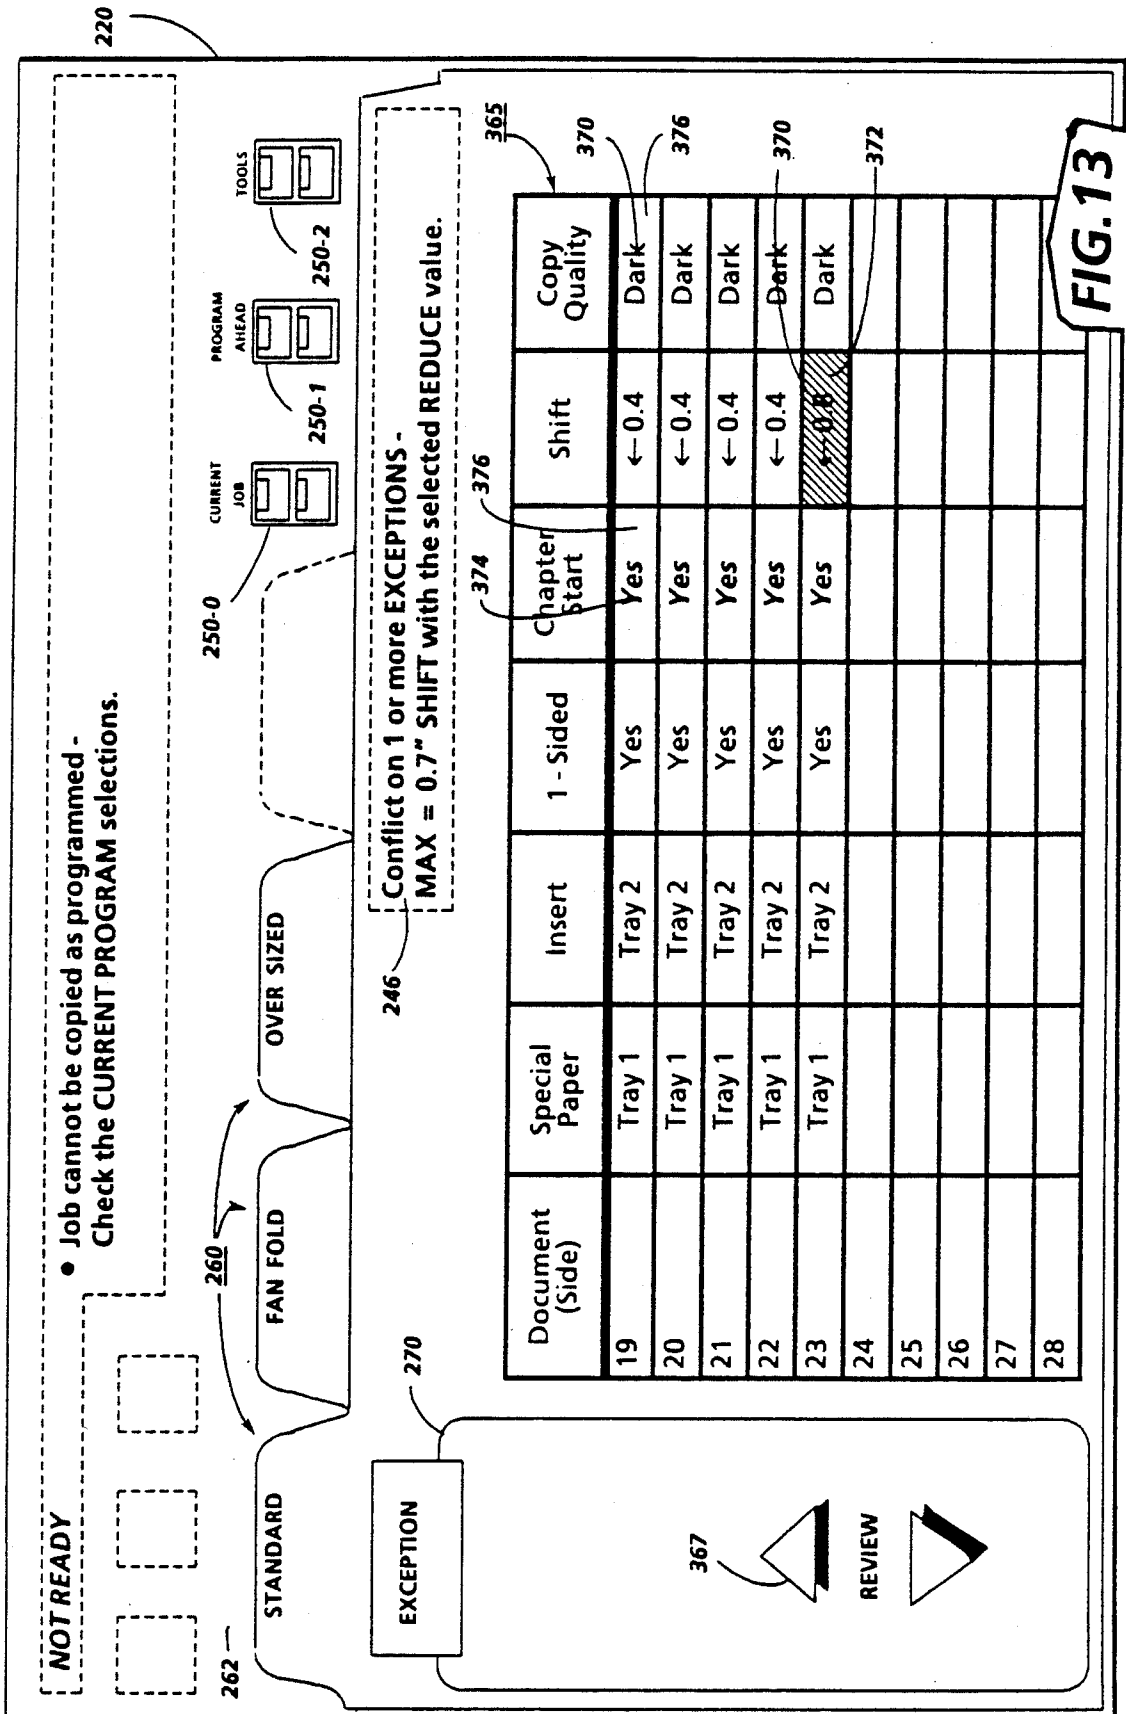 220
NOT READY
• Job cannot be copied as programmed -
Check the CURRENT PROGRAM selections.
CURRENT
JOB
PROGRAM
AHEAD
TOOLS
250-0
250-1
250-2
262
260
STANDARD
FAN FOLD
OVER SIZED
246
Conflict on 1 or more EXCEPTIONS -
MAX = 0.7" SHIFT with the selected REDUCE value.
EXCEPTION
270
374
376
365
370
376
370
372
Document (Side) Special Paper Insert 1 - Sided Chapter Start Shift Copy Quality
19 Tray 1 Tray 2 Yes Yes ←0.4 Dark
20 Tray 1 Tray 2 Yes Yes ←0.4 Dark
21 Tray 1 Tray 2 Yes Yes ←0.4 Dark
22 Tray 1 Tray 2 Yes Yes ←0.4 Dark
23 Tray 1 Tray 2 Yes Yes Dark
24
25
26
27
28
367
REVIEW
FIG.13